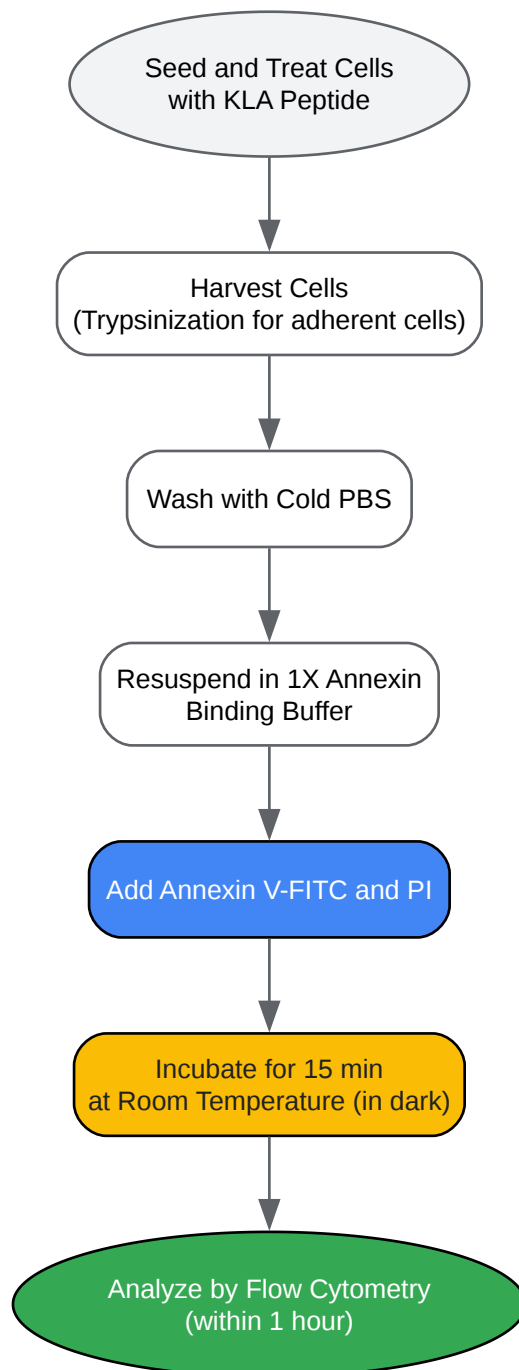 Seed and Treat Cells
with KLA Peptide
Harvest Cells
(Trypsinization for adherent cells)
Wash with Cold PBS
Resuspend in 1X Annexin
Binding Buffer
Add Annexin V-FITC and PI
Incubate for 15 min
at Room Temperature (in dark)
Analyze by Flow Cytometry
(within 1 hour)